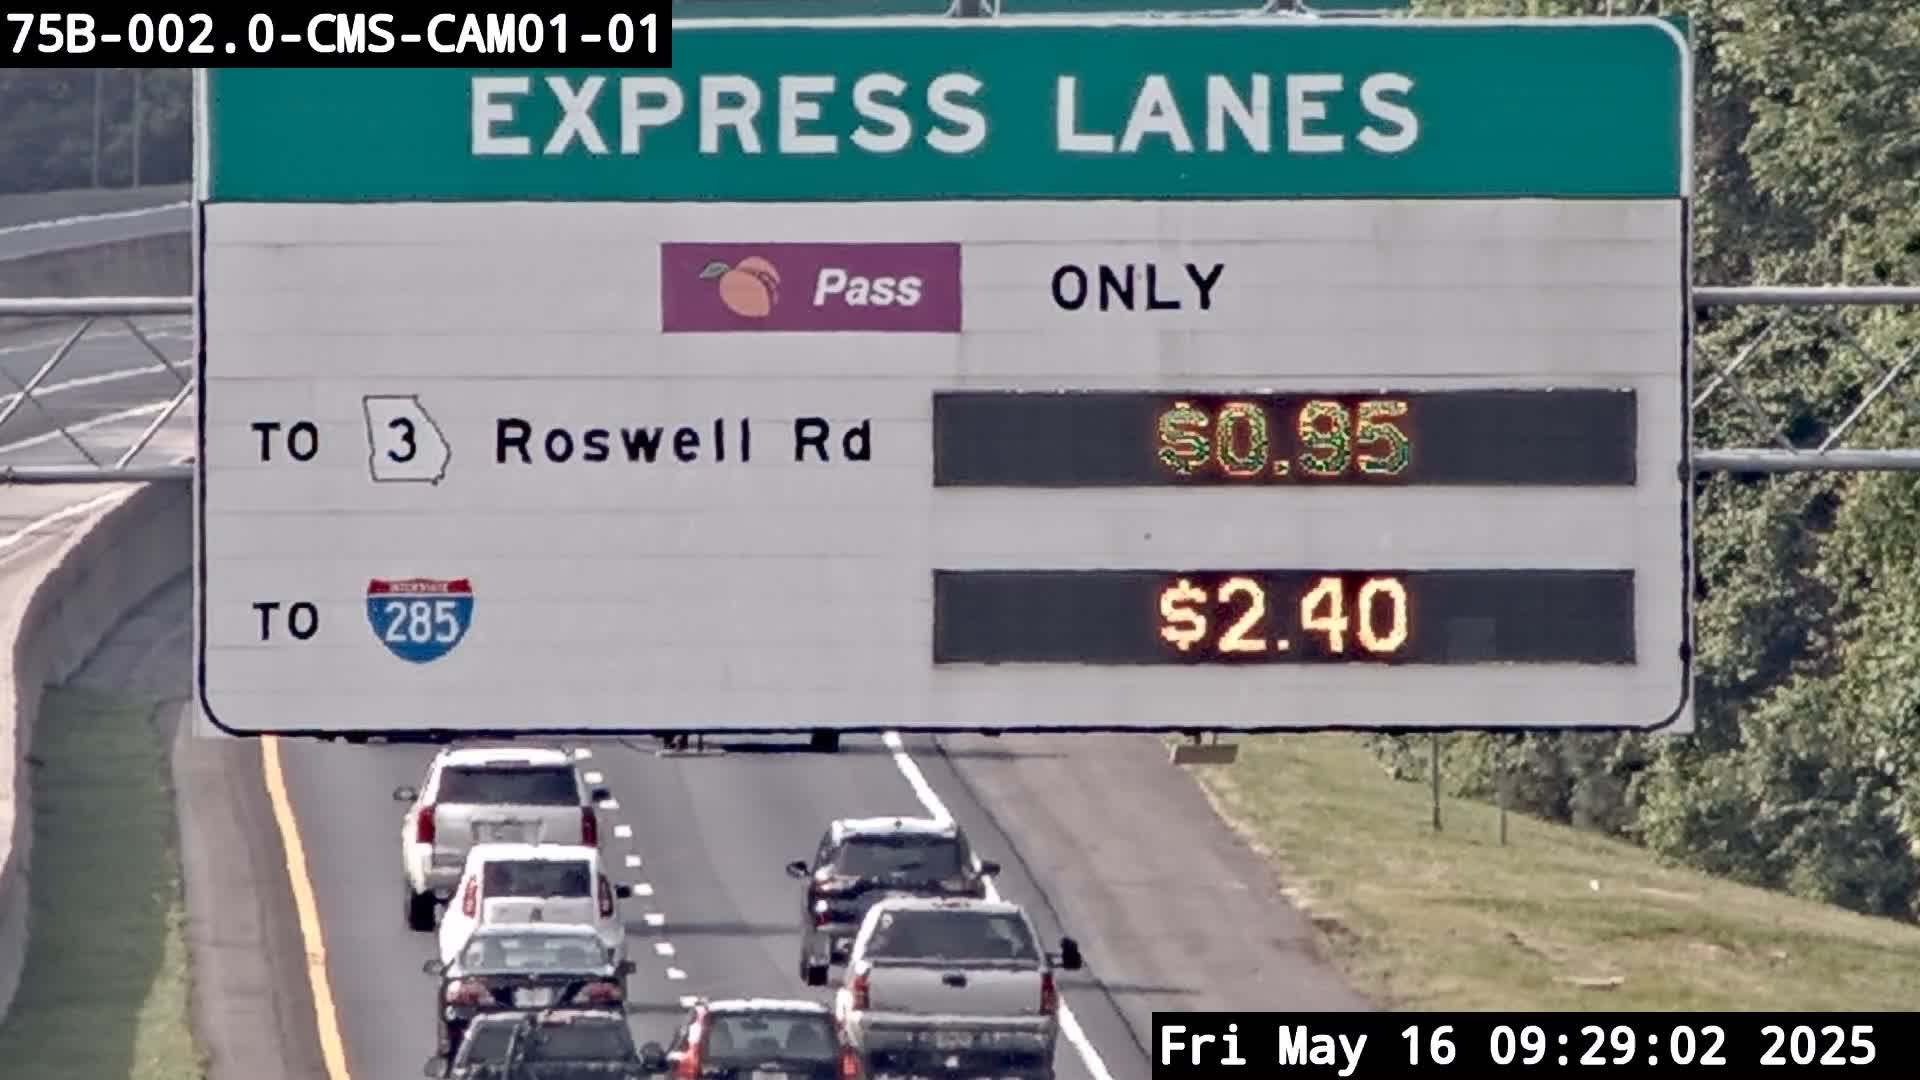 75B-002.0-CMS-CAM01-01
EXPRESS LANES
Pass ONLY
TO 3 Roswell Rd $0.95
TO INTERSTATE 285 $2.40
Fri May 16 09:29:02 2025